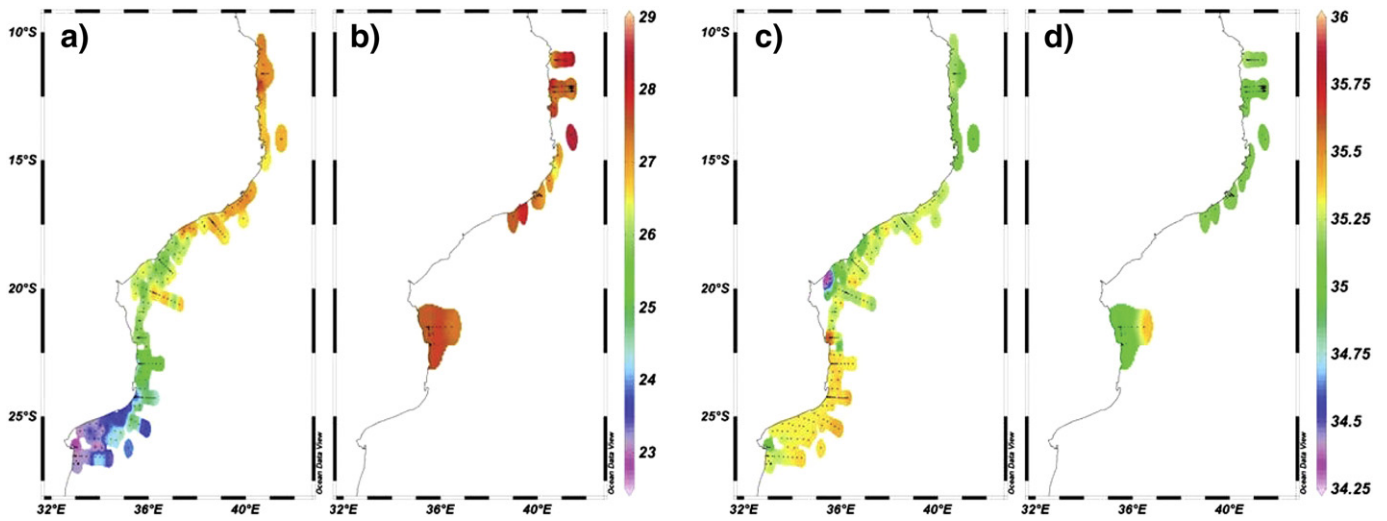 a)
b)
c)
d)
10°S
15°S
20°S
25°S
32°E
36°E
40°E
Ocean Data View
32°E
36°E
40°E
Ocean Data View
29
28
27
26
25
24
23
10°S
15°S
20°S
25°S
32°E
36°E
40°E
Ocean Data View
32°E
36°E
40°E
Ocean Data View
36
35.75
35.5
35.25
35
34.75
34.5
34.25